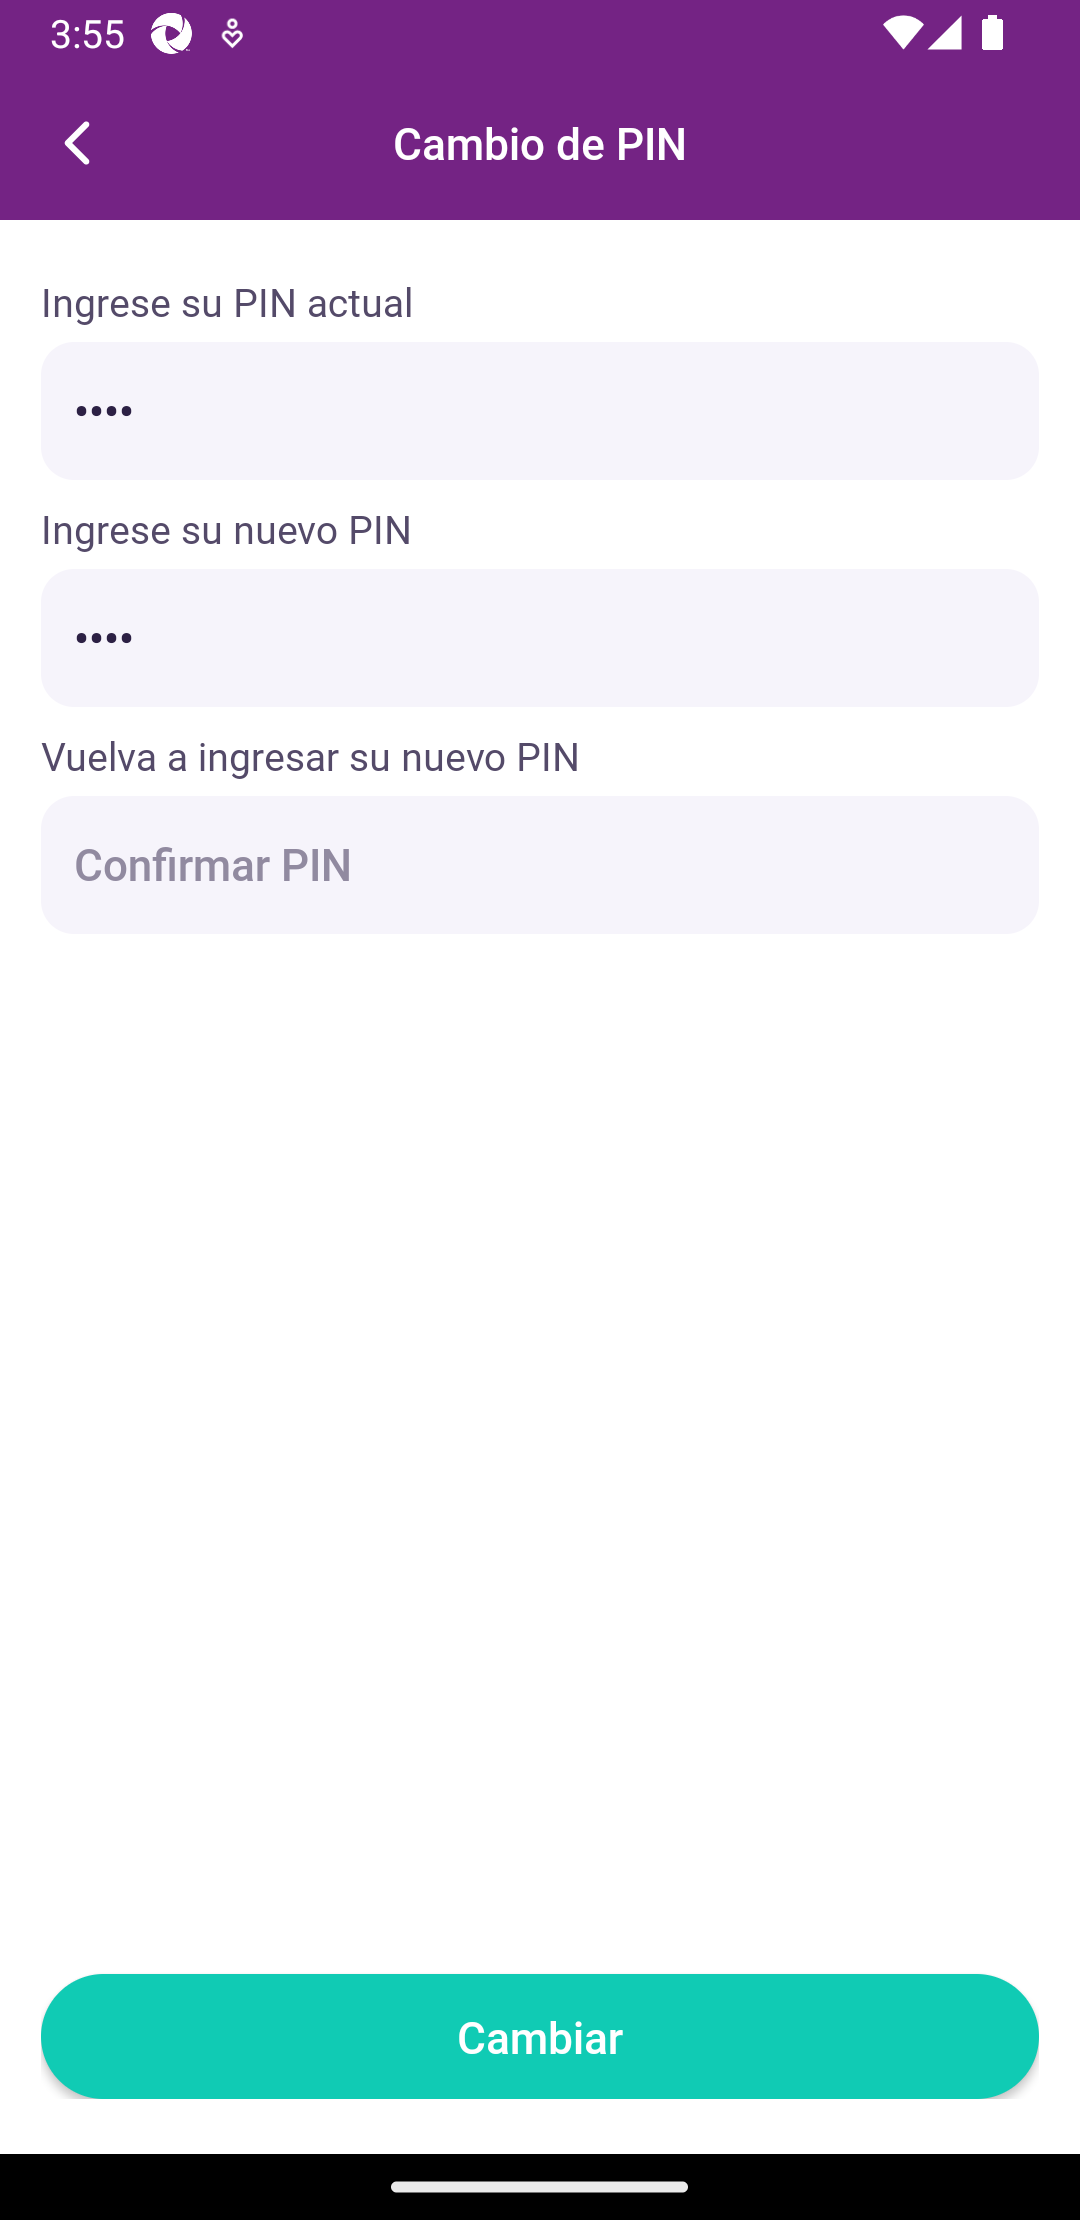 3:55
Cambio de PIN
Ingrese su PIN actual
••••
Ingrese su nuevo PIN
••••
Vuelva a ingresar su nuevo PIN
Confirmar PIN
Cambiar